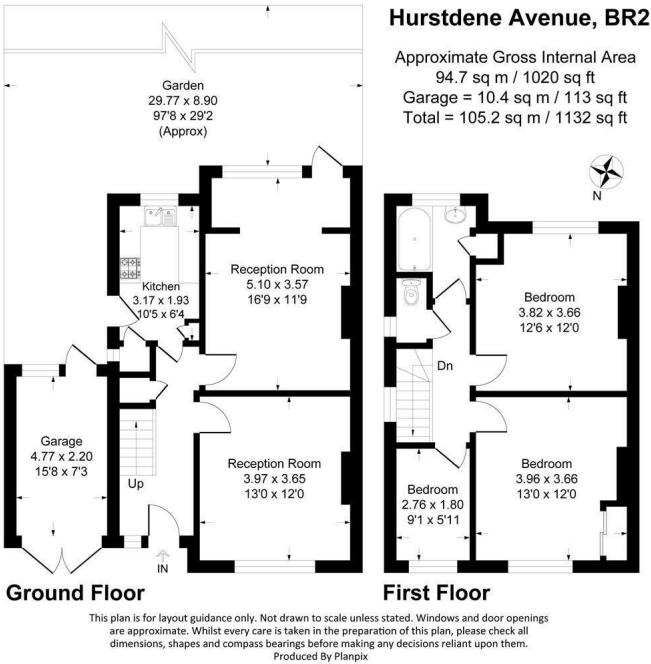 Hurstdene Avenue, BR2
Approximate Gross Internal Area
94.7 sq m / 1020 sq ft
Garage = 10.4 sq m / 113 sq ft
Total = 105.2 sq m / 1132 sq ft
N
Garden
29.77 x 8.90
97'8 x 29'2
(Approx)
Kitchen
3.17 x 1.93
10'5 x 6'4
Reception Room
5.10 x 3.57
16'9 x 11'9
Garage
4.77 x 2.20
15'8 x 7'3
Up
Reception Room
3.97 x 3.65
13'0 x 12'0
IN
Ground Floor
Bedroom
3.82 x 3.66
12'6 x 12'0
Dn
Bedroom
2.76 x 1.80
9'1 x 5'11
Bedroom
3.96 x 3.66
13'0 x 12'0
First Floor
This plan is for layout guidance only. Not drawn to scale unless stated. Windows and door openings
are approximate. Whilst every care is taken in the preparation of this plan, please check all
dimensions, shapes and compass bearings before making any decisions reliant upon them.
Produced By Planpix